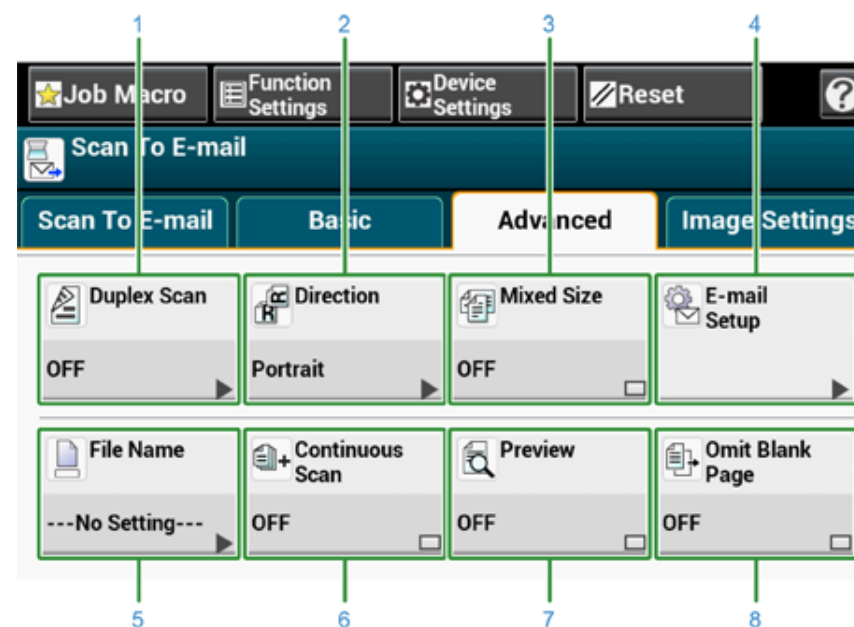 1 2 3 4
Job Macro Function Settings Device Settings Reset ?
Scan To E-mail
Scan To E-mail Basic Advanced Image Settings
Duplex Scan Direction Mixed Size E-mail
Setup
OFF Portrait OFF
File Name Continuous Preview Omit Blank
Scan Page
---No Setting--- OFF OFF OFF
5 6 7 8